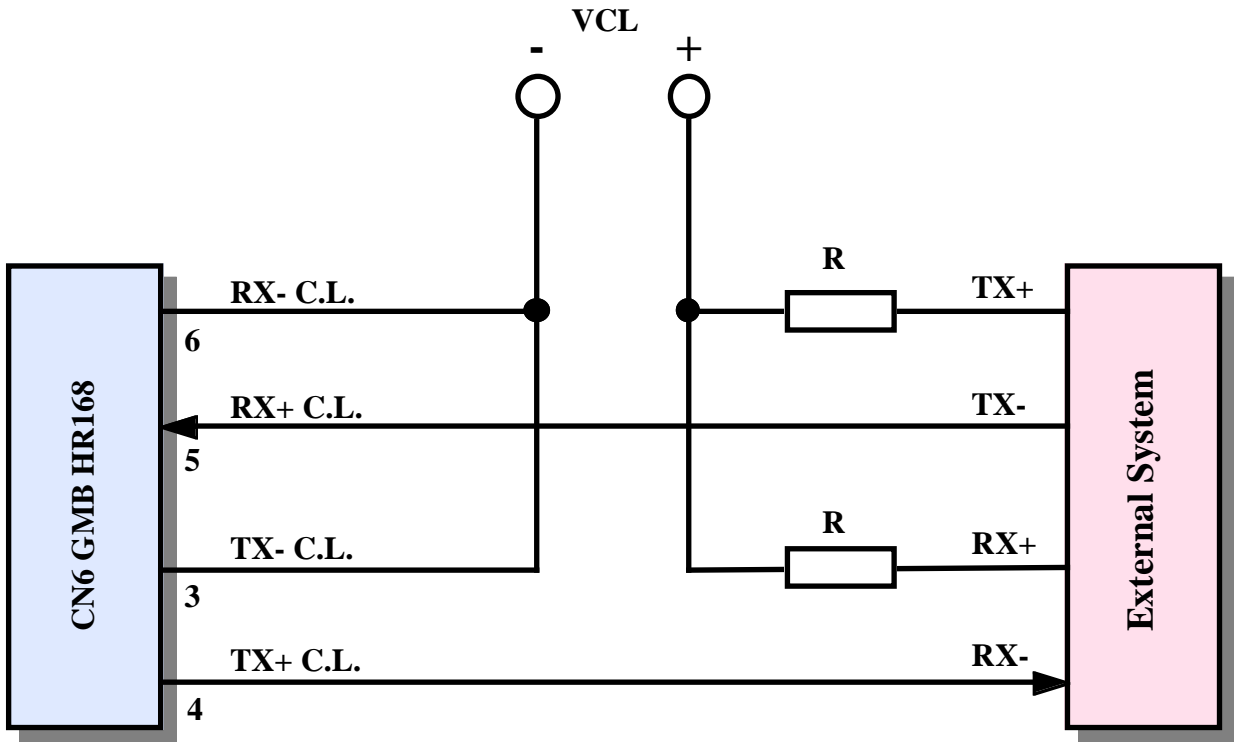 VCL
- +
R
RX- C.L.
TX+
6
RX+ C.L.
TX-
5
R
TX- C.L.
RX+
3
TX+ C.L.
RX-
4
CN6 GMB HR168
External System